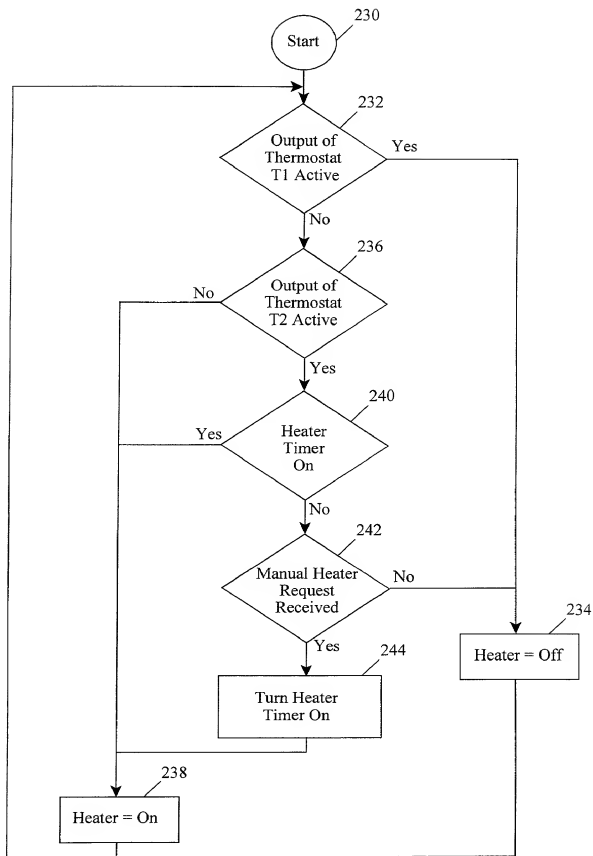 230
Start
232
Output of
Thermostat
T1 Active
Yes
No
236
Output of
Thermostat
T2 Active
No
Yes
240
Heater
Timer
On
Yes
No
242
Manual Heater
Request
Received
No
Yes
234
Heater = Off
244
Turn Heater
Timer On
238
Heater = On